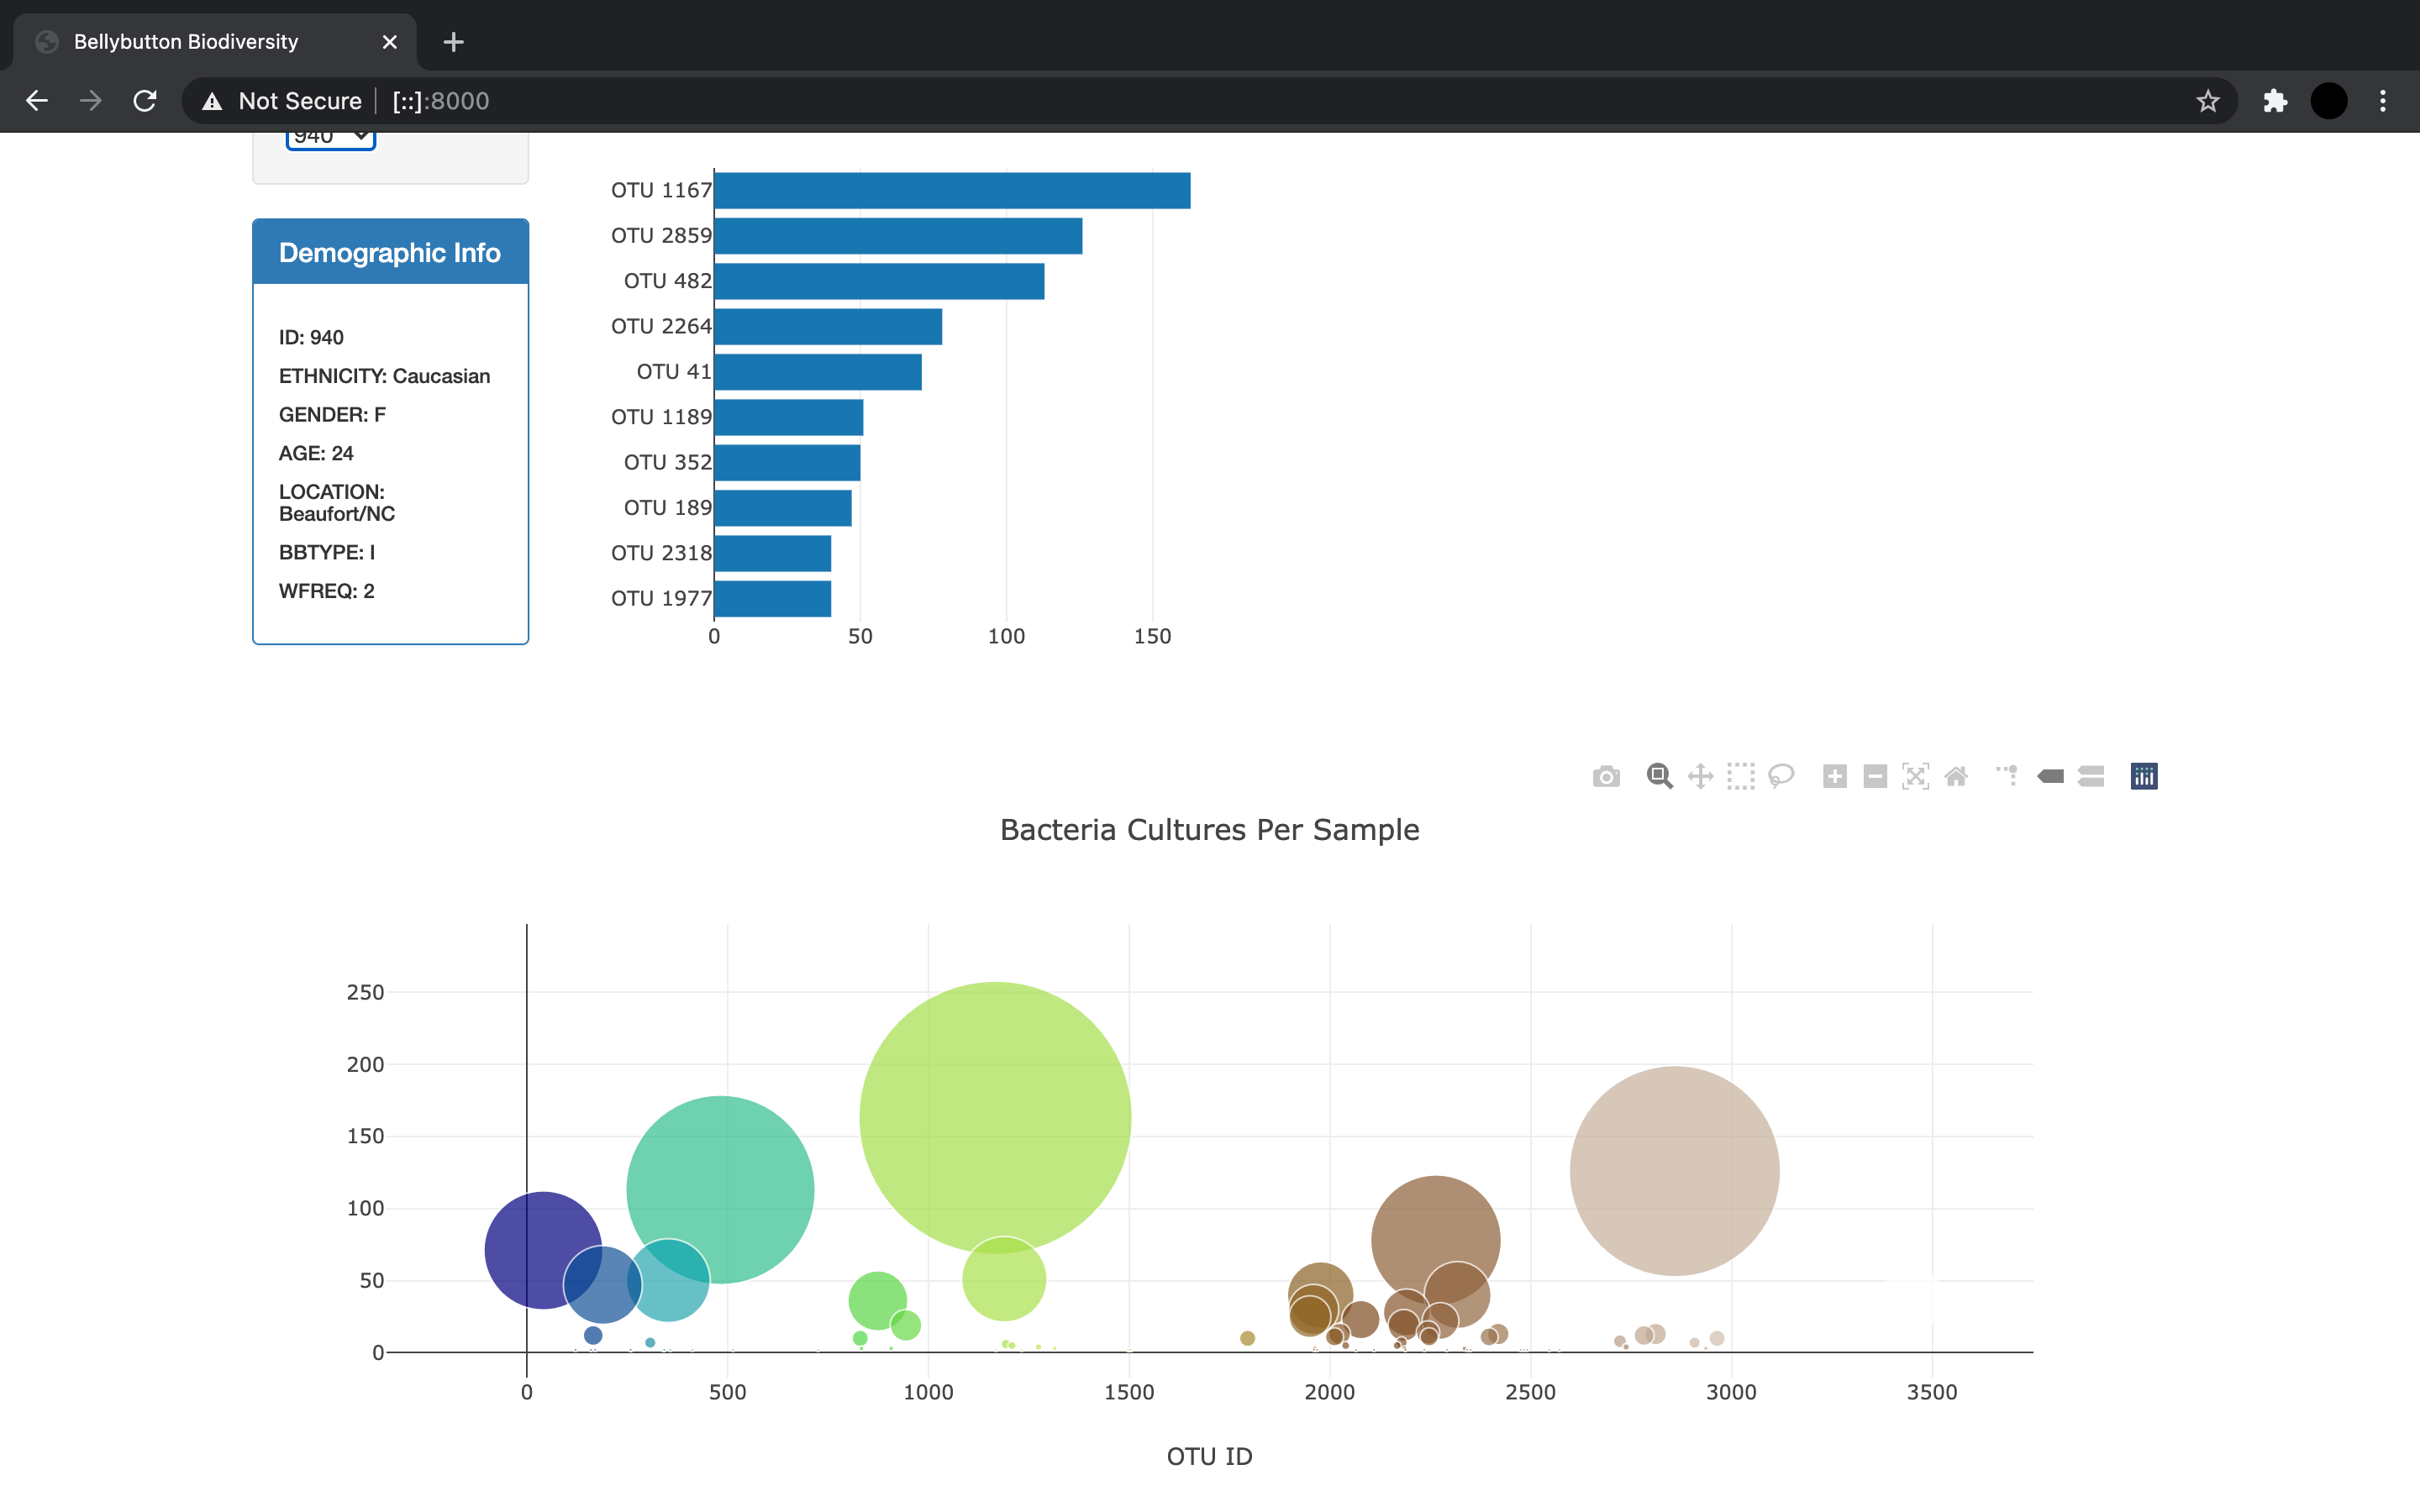 Bellybutton Biodiversity
Not Secure [::]:8000
940
Demographic Info
ID: 940
ETHNICITY: Caucasian
GENDER: F
AGE: 24
LOCATION:
Beaufort/NC
BBTYPE: I
WFREQ: 2
OTU 1167
OTU 2859
OTU 482
OTU 2264
OTU 41
OTU 1189
OTU 352
OTU 189
OTU 2318
OTU 1977
0 50 100 150
Bacteria Cultures Per Sample
250
200
150
100
50
0
0 500 1000 1500 2000 2500 3000 3500
OTU ID